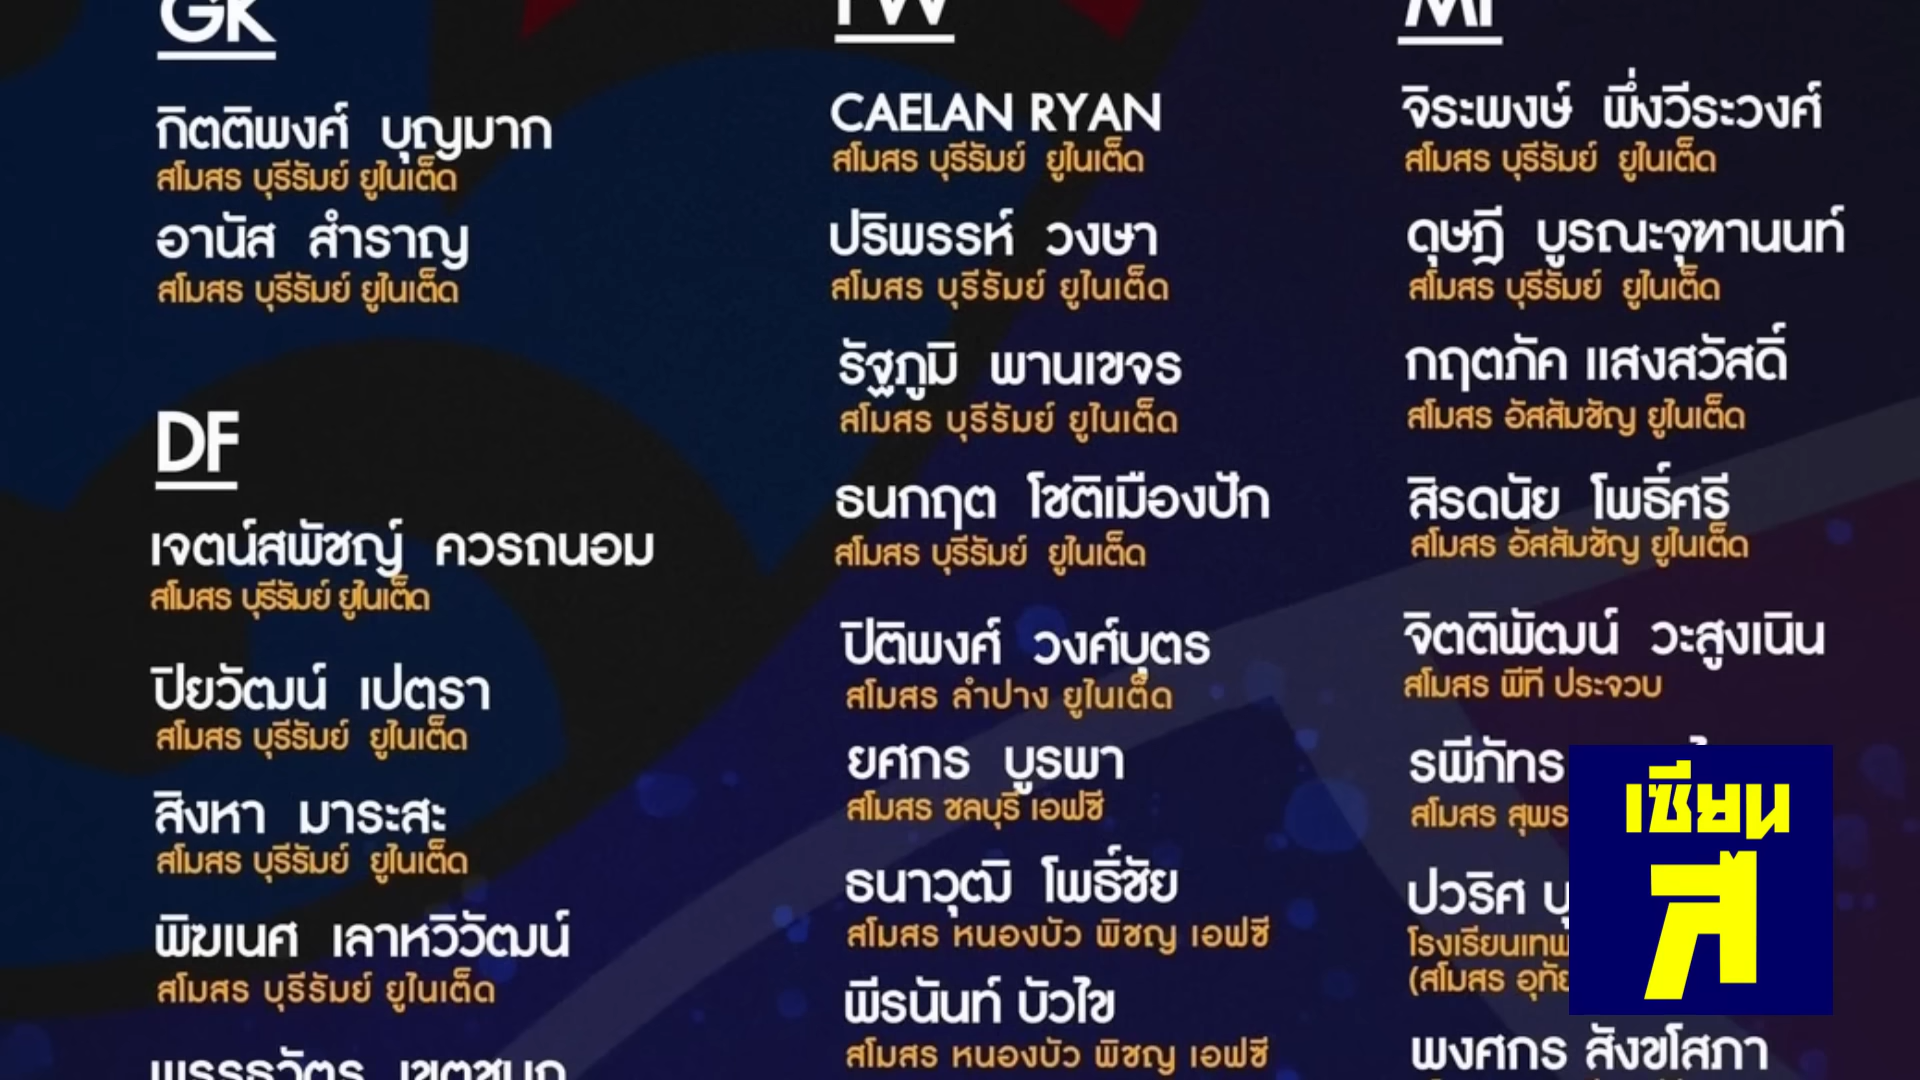 GK
กิตติพงศ์ บุญมาก
สโมสร บุรีรัมย์ ยูไนเต็ด
อานัส สำราญ
สโมสร บุรีรัมย์ ยูไนเต็ด
DF
เจตน์สพัชญ์ ควรถนอม
สโมสร บุรีรัมย์ ยูไนเต็ด
ปิยวัฒน์ เปตรา
สโมสร บุรีรัมย์ ยูไนเต็ด
สิงหา มาระสะ
สโมสร บุรีรัมย์ ยูไนเต็ด
พิฆเนศ เลาหวิวัฒน์
สโมสร บุรีรัมย์ ยูไนเต็ด
FW
CAELAN RYAN
สโมสร บุรีรัมย์ ยูไนเต็ด
ปริพรรห์ วงษา
สโมสร บุรีรัมย์ ยูไนเต็ด
รัฐภูมิ พานเขจร
สโมสร บุรีรัมย์ ยูไนเต็ด
ธนกฤต โชติเมืองปัก
สโมสร บุรีรัมย์ ยูไนเต็ด
ปิติพงศ์ วงศ์บุตร
สโมสร ลำปาง ยูไนเต็ด
ยศกร บูรพา
สโมสร ชลบุรี เอฟซี
ธนาวุฒิ โพธิ์ชัย
สโมสร หนองบัว พิชญ เอฟซี
พีรนันท์ บัวไข
สโมสร หนองบัว พิชญ เอฟซี
MF
จิระพงษ์ พึ่งวีระวงศ์
สโมสร บุรีรัมย์ ยูไนเต็ด
ดุษฎี บูรณะจุฑานนท์
สโมสร บุรีรัมย์ ยูไนเต็ด
กฤตภัค แสงสวัสดิ์
สโมสร อัสสัมชัญ ยูไนเต็ด
สิรดนัย โพธิ์ศรี
สโมสร อัสสัมชัญ ยูไนเต็ด
จิตติพัฒน์ วะสูงเนิน
สโมสร พีที ประจวบ
รพีภัทร
สโมสร
ปวริศ
พงศกร สังขโสภา
เซียน
ส